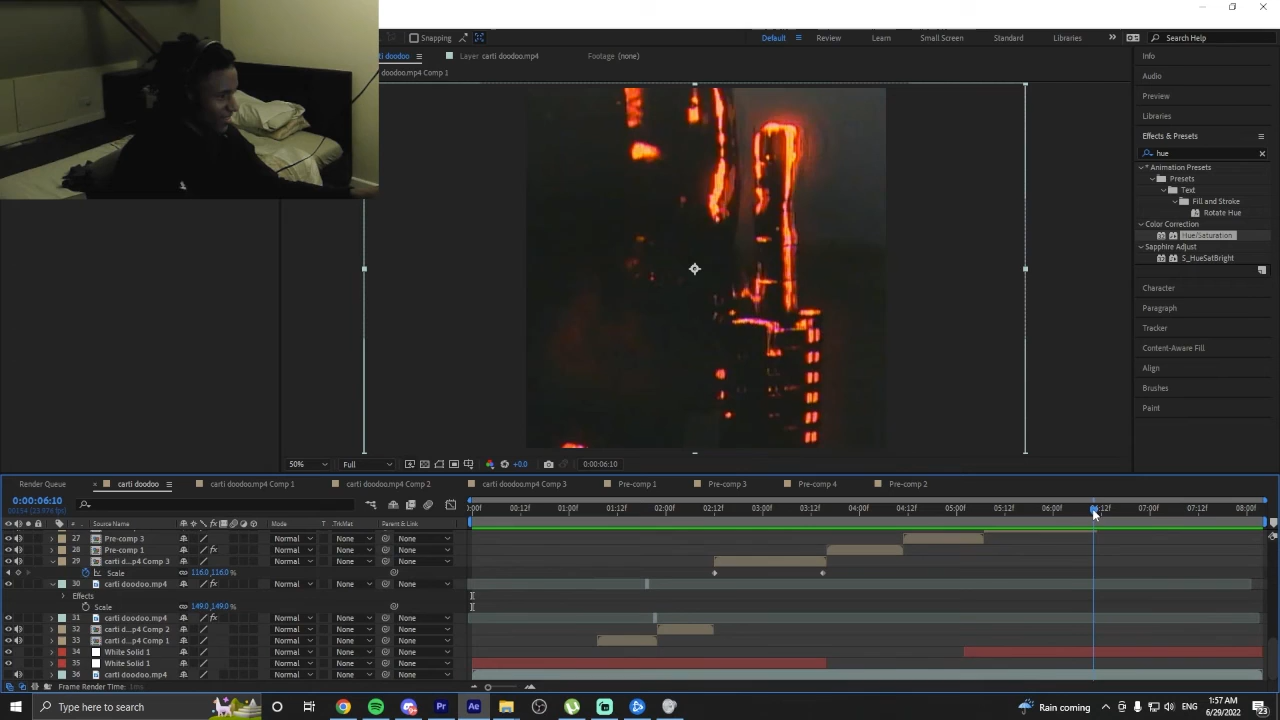 Snapping
Default
Review
Learn
Small Screen
Standard
Libraries
Search Help
ti doodoo
Layer carti doodoo.mp4
Footage (none)
doodoo.mp4 Comp 1
Info
Audio
Preview
Libraries
Effects & Presets
hue
* Animation Presets
Presets
Text
Fill and Stroke
Rotate Hue
Color Correction
Hue/Saturation
Sapphire Adjust
S_HueSatBright
Character
Paragraph
Tracker
Content-Aware Fill
Align
Brushes
Paint
50%
Full
+0.0
0:00:06:10
Render Queue
carti doodoo
carti doodoo.mp4 Comp 1
carti doodoo.mp4 Comp 2
carti doodoo.mp4 Comp 3
Pre-comp 1
Pre-comp 3
Pre-comp 4
Pre-comp 2
0:00:06:10
00154 (23.976 fps)
:00f 00:12f 01:00f 01:12f 02:00f 02:12f 03:00f 03:12f 04:00f 04:12f 05:00f 05:12f 06:00f 06:12f 07:00f 07:12f 08:00f
# Source Name Mode T .TrkMat Parent & Link
27 Pre-comp 3 Normal None None
28 Pre-comp 1 Normal None None
29 carti d...p4 Comp 3 Normal None None
Scale 116.0,116.0%
30 carti doodoo.mp4 Normal None None
Effects
Scale 149.0,149.0%
31 carti doodoo.mp4 Normal None None
32 carti d...p4 Comp 2 Normal None None
33 carti d...p4 Comp 1 Normal None None
34 White Solid 1 Normal None None
35 White Solid 1 Normal None None
36 carti doodoo.mp4 Normal None None
Frame Render Time: 1ms
Type here to search
Pr
Ae
Rain coming
1:57 AM
6/29/2022
23